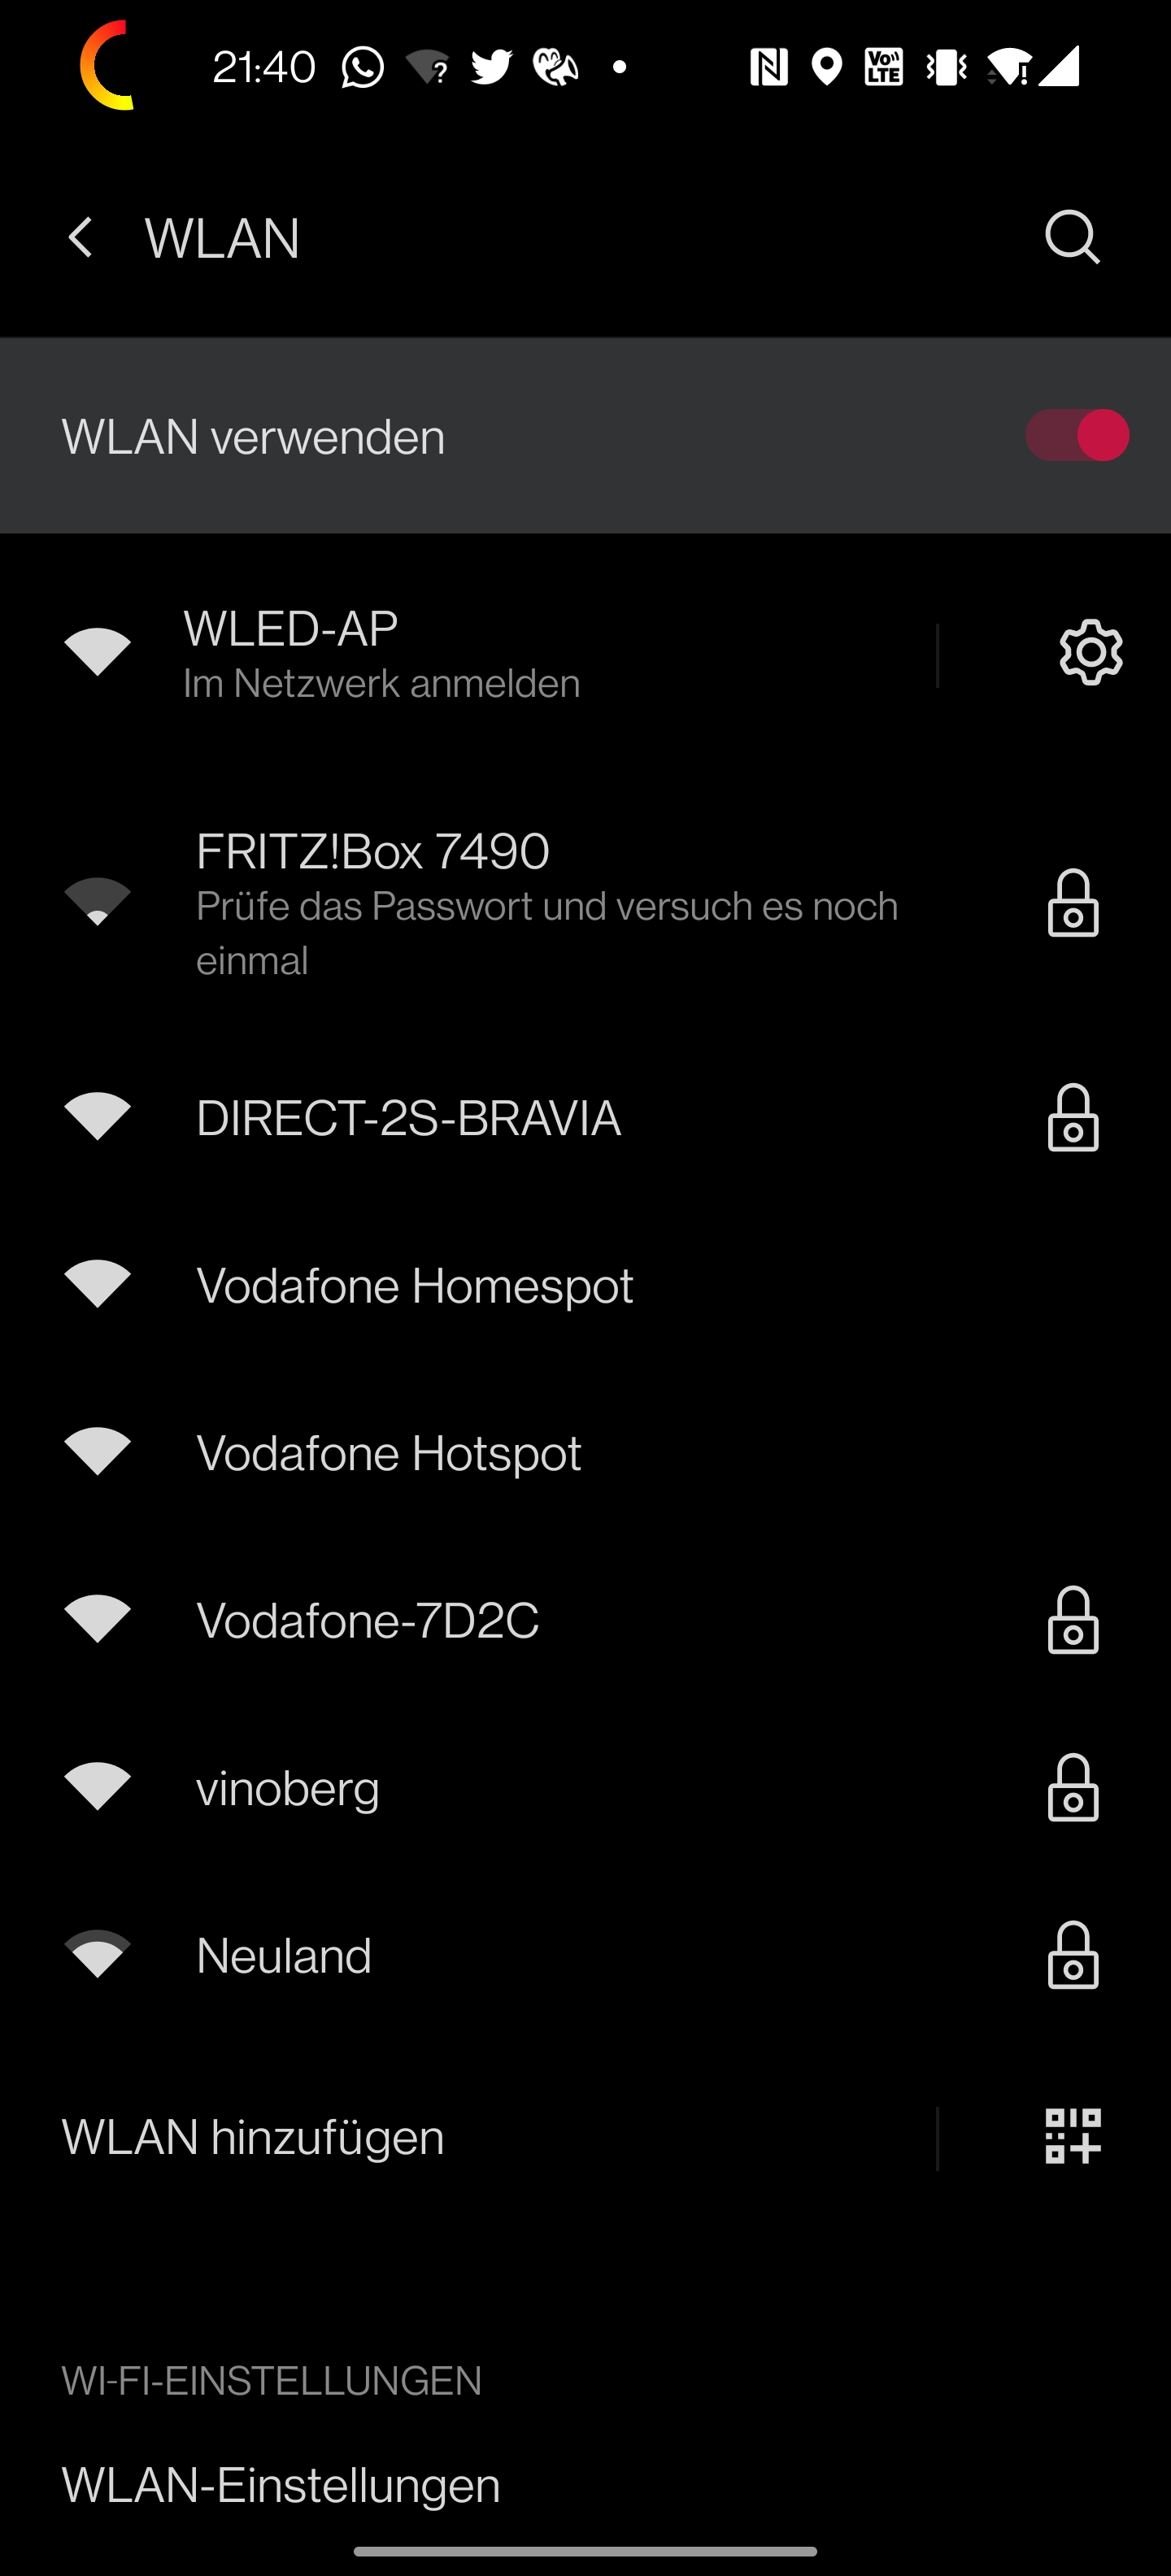 21:40
Vo LTE
WLAN
WLAN verwenden
WLED-AP
Im Netzwerk anmelden
FRITZ!Box 7490
Prüfe das Passwort und versuch es noch
einmal
DIRECT-2S-BRAVIA
Vodafone Homespot
Vodafone Hotspot
Vodafone-7D2C
vinoberg
Neuland
WLAN hinzufügen
WI-FI-EINSTELLUNGEN
WLAN-Einstellungen